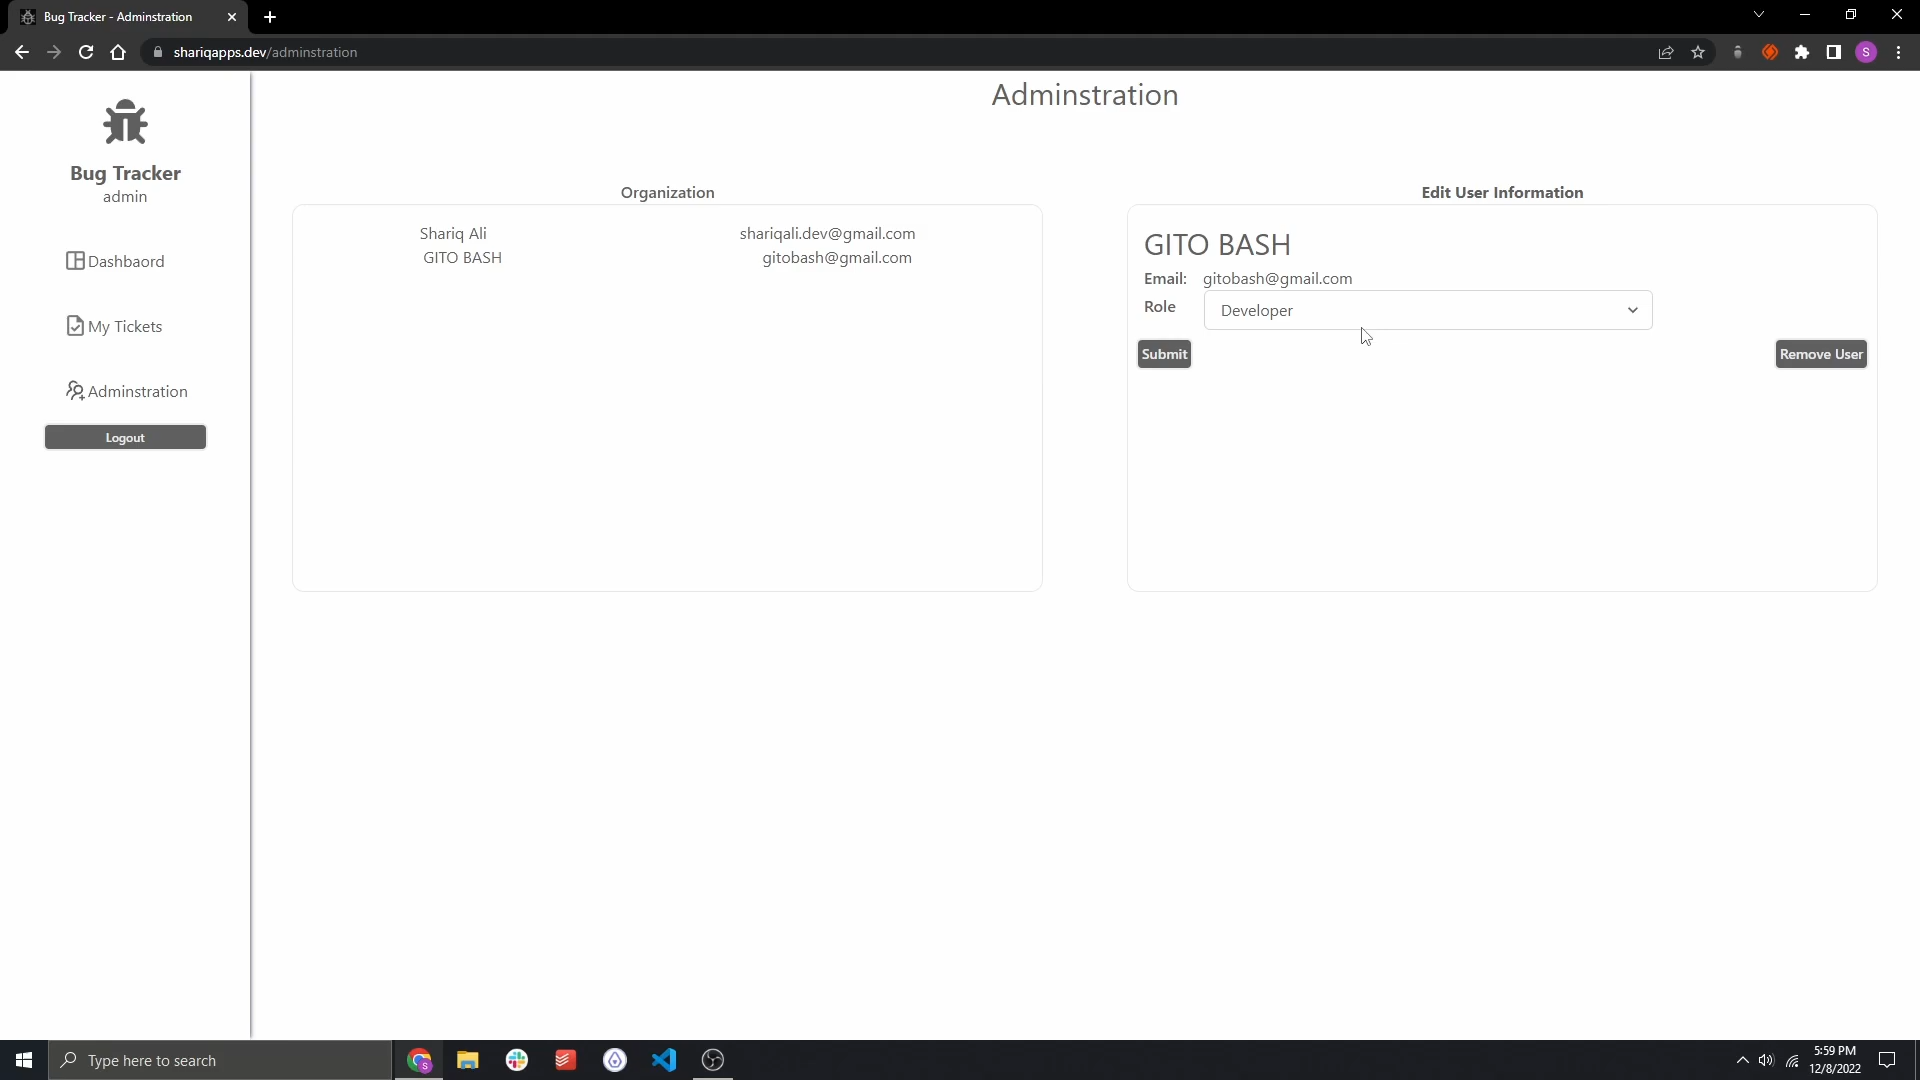 Bug Tracker - Adminstration
shariqapps.dev/adminstration
S
Bug Tracker
admin
Dashbaord
My Tickets
Adminstration
Logout
Adminstration
Organization
Shariq Ali shariqali.dev@gmail.com
GITO BASH gitobash@gmail.com
Edit User Information
GITO BASH
Email: gitobash@gmail.com
Role Developer
Submit Remove User
Type here to search
S
5:59 PM
12/8/2022